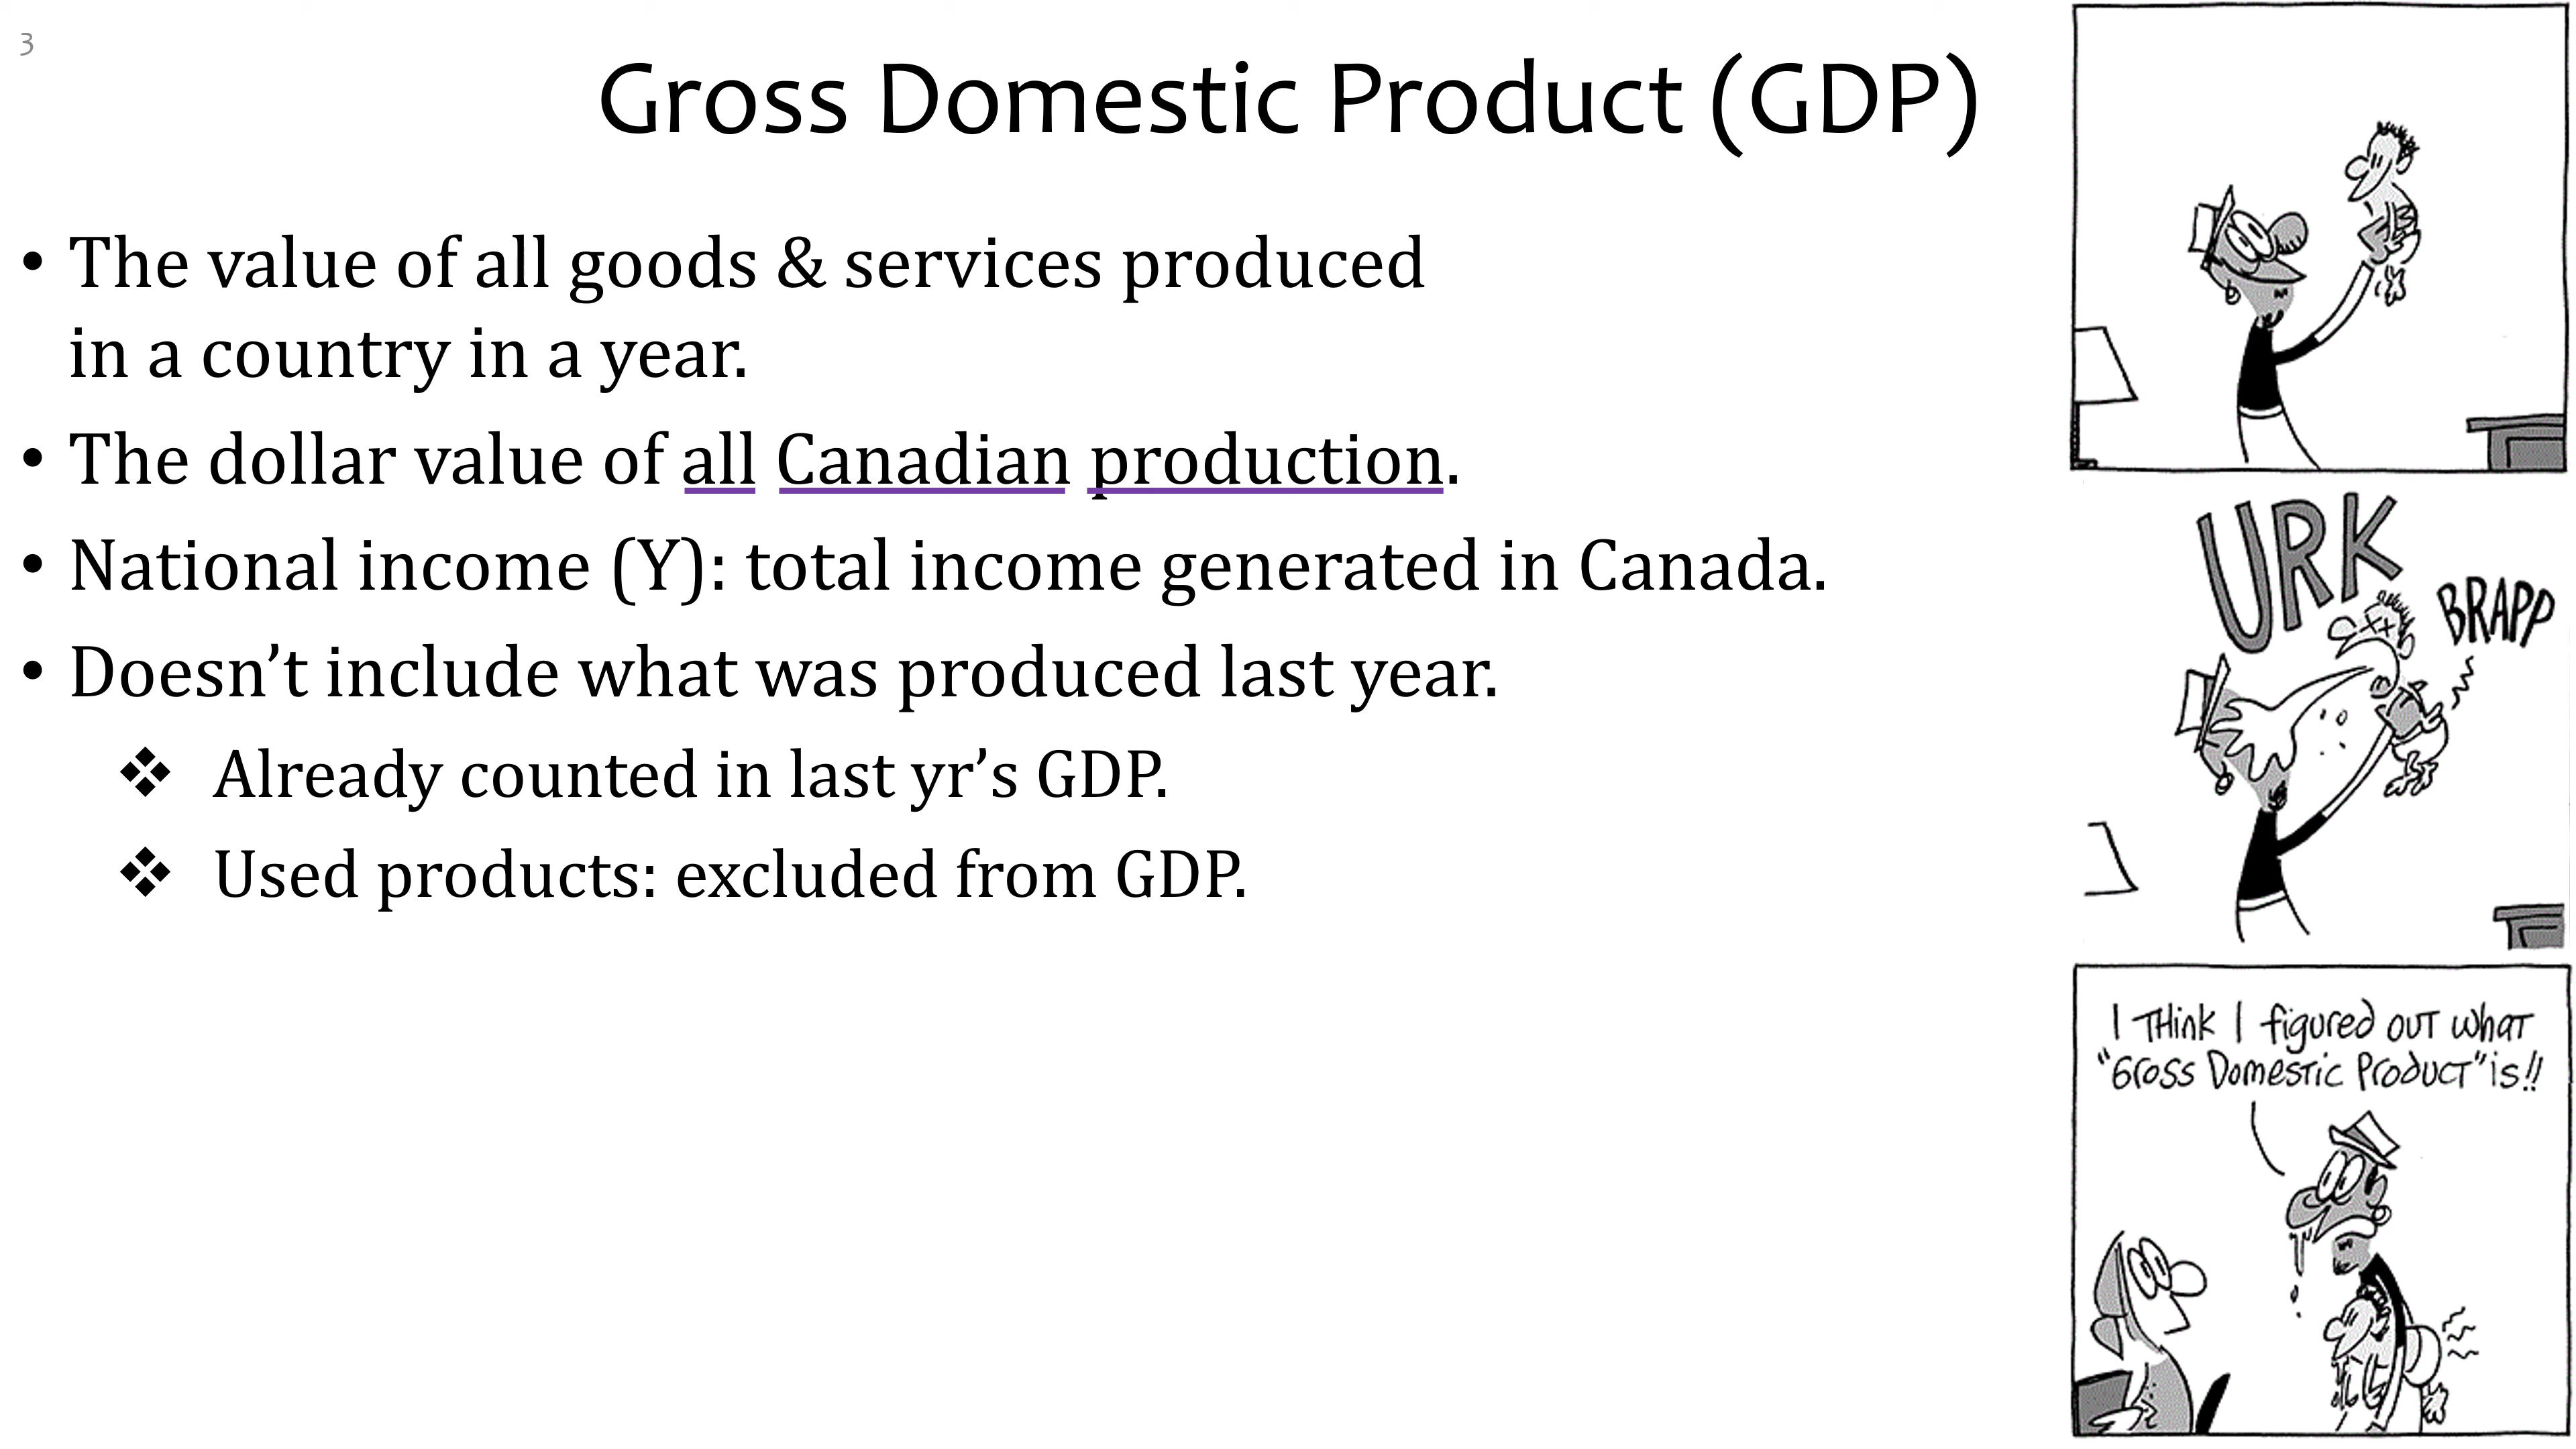 3
Gross Domestic Product (GDP)
• The value of all goods & services produced
in a country in a year.
• The dollar value of all Canadian production.
• National income (Y): total income generated in Canada.
• Doesn’t include what was produced last year.
❖ Already counted in last yr’s GDP.
❖ Used products: excluded from GDP.
URK
BRAPP
I THink I figured OUT whaT
"Gross DomesTic ProducT" is!!